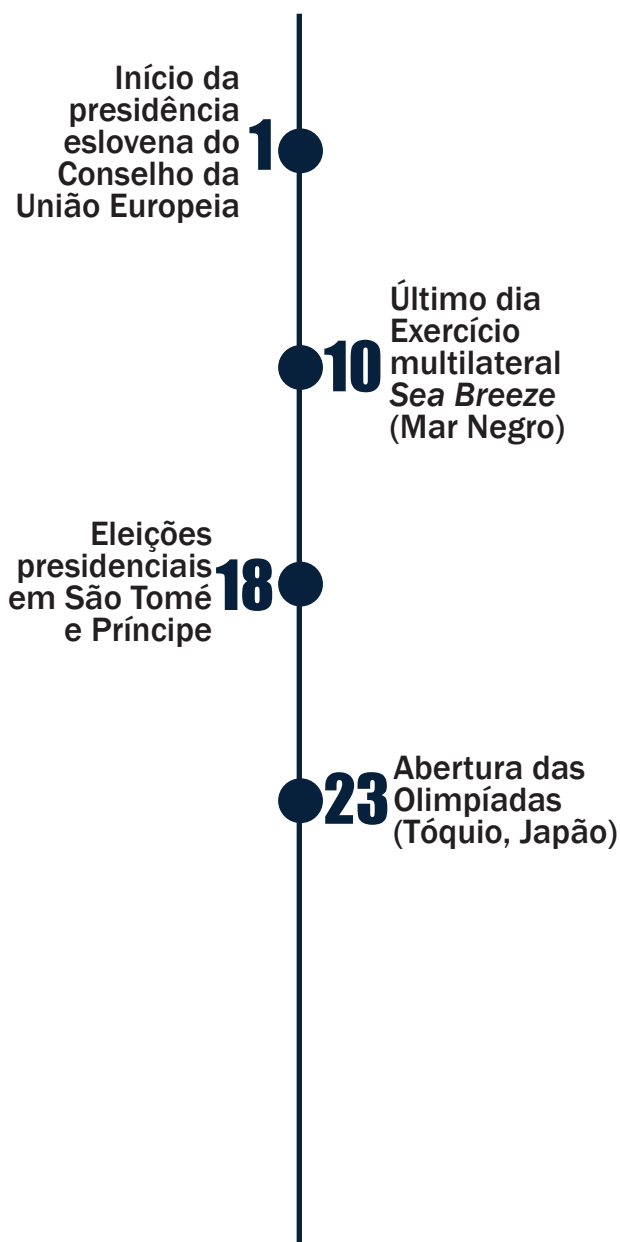 Início da
presidência
eslovena do
Conselho da
União Europeia
1
10
Último dia
Exercício
multilateral
Sea Breeze
(Mar Negro)
Eleições
presidenciais
em São Tomé
e Príncipe
18
23
Abertura das
Olimpíadas
(Tóquio, Japão)